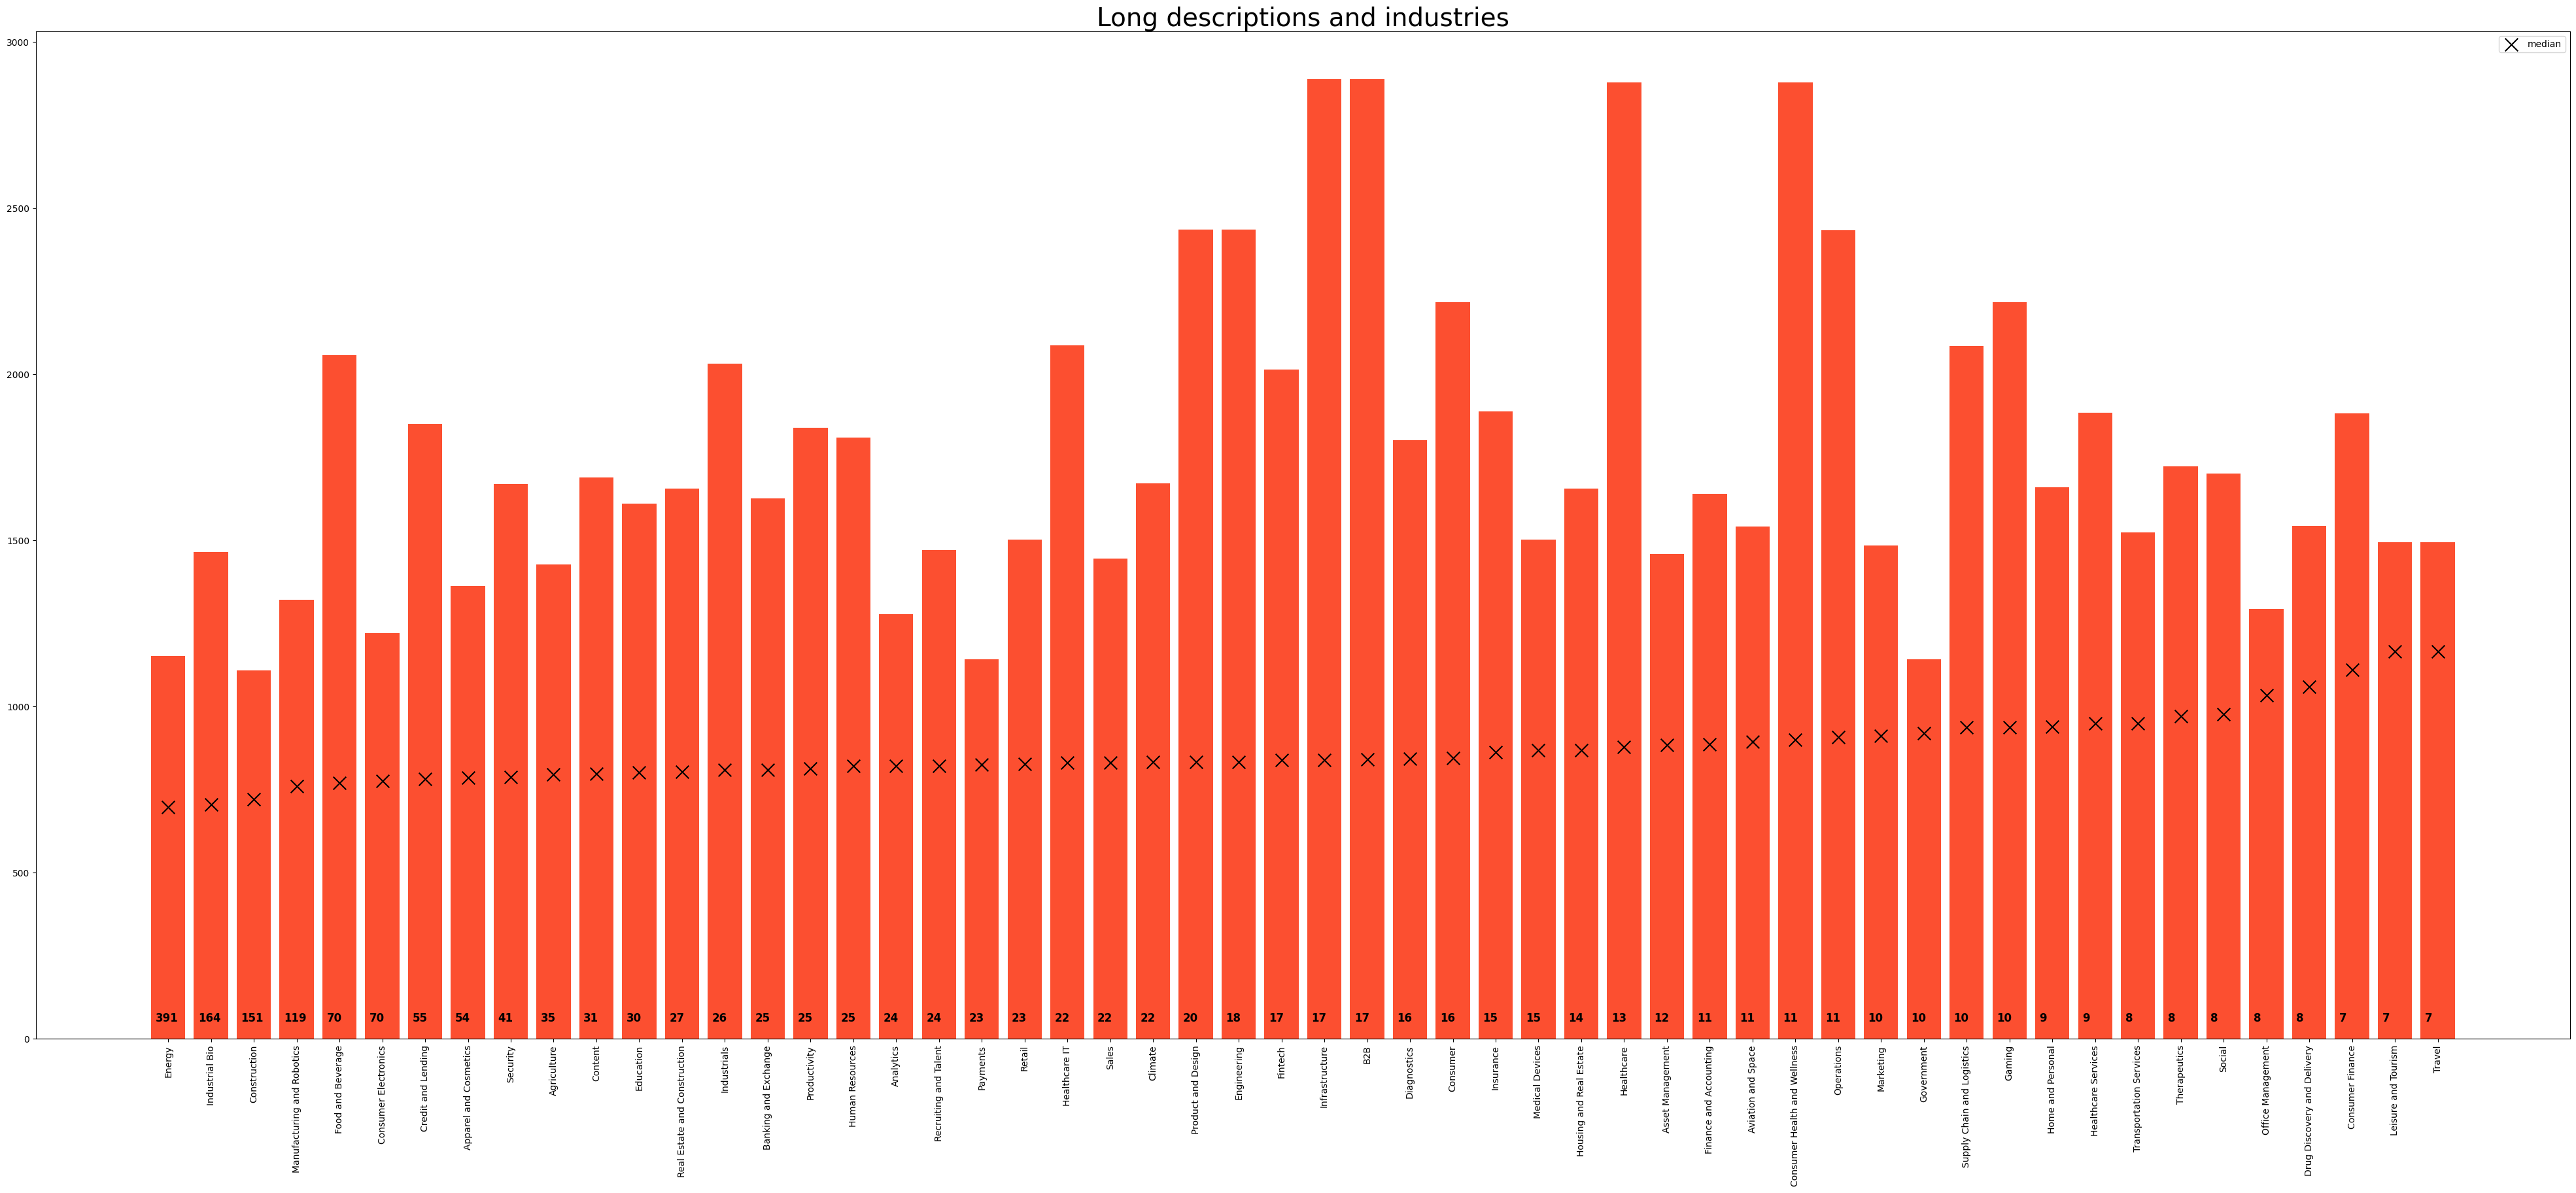 Long descriptions and industries
median
3000
2500
2000
1500
1000
500
0
391 164 151 119 70 70 55 54 41 35 31 30 27 26 25 25 25 24 24 23 23 22 22 22 20 18 17 17 17 16 16 15 15 14 13 12 11 11 11 11 10 10 10 10 9 9 8 8 8 8 8 7 7 7
Energy
Industrial Bio
Construction
Manufacturing and Robotics
Food and Beverage
Consumer Electronics
Credit and Lending
Apparel and Cosmetics
Security
Agriculture
Content
Education
Real Estate and Construction
Industrials
Banking and Exchange
Productivity
Human Resources
Analytics
Recruiting and Talent
Payments
Retail
Healthcare IT
Sales
Climate
Product and Design
Engineering
Fintech
Infrastructure
B2B
Diagnostics
Consumer
Insurance
Medical Devices
Housing and Real Estate
Healthcare
Asset Management
Finance and Accounting
Aviation and Space
Consumer Health and Wellness
Operations
Marketing
Government
Supply Chain and Logistics
Gaming
Home and Personal
Healthcare Services
Transportation Services
Therapeutics
Social
Office Management
Drug Discovery and Delivery
Consumer Finance
Leisure and Tourism
Travel